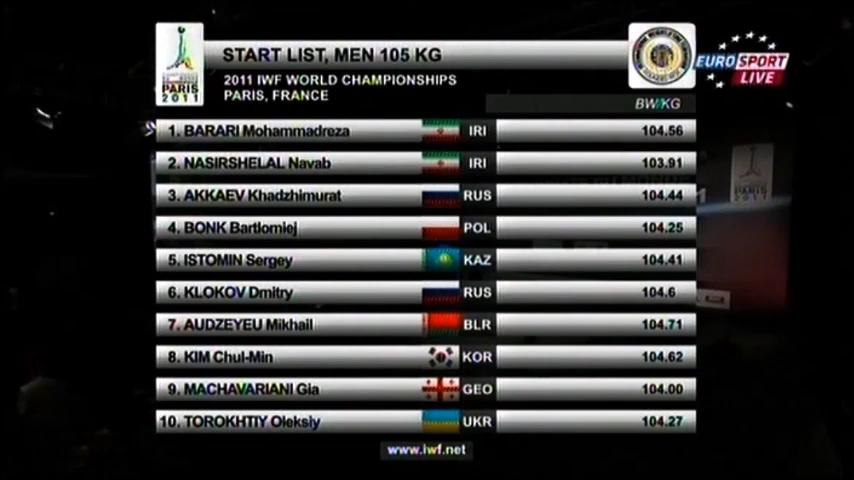 START LIST, MEN 105 KG
2011 IWF WORLD CHAMPIONSHIPS
PARIS, FRANCE
PARIS
2011
EUROSPORT
LIVE
BW/KG
1. BARARI Mohammadreza IRI 104.56
2. NASIRSHELAL Navab IRI 103.91
3. AKKAEV Khadzhimurat RUS 104.44
4. BONK Bartlomiej POL 104.25
5. ISTOMIN Sergey KAZ 104.41
6. KLOKOV Dmitry RUS 104.6
7. AUDZEYEU Mikhail BLR 104.71
8. KIM Chul-Min KOR 104.62
9. MACHAVARIANI Gia GEO 104.00
10. TOROKHTIY Oleksiy UKR 104.27
www.iwf.net
PARIS
2011